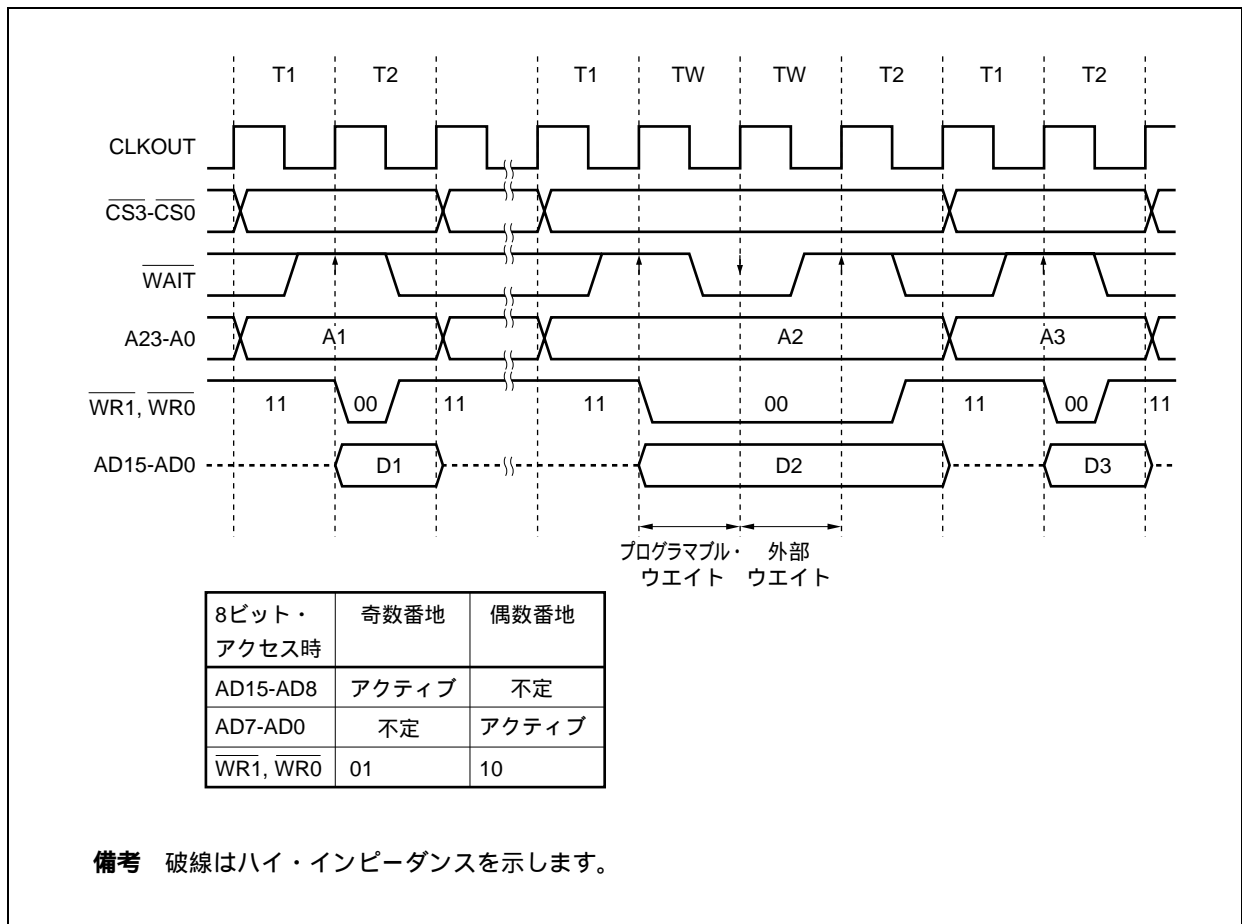 T1 T2 T1 TW TW T2 T1 T2
CLKOUT
CS3-CS0
WAIT
A23-A0 A1 A2 A3
WR1, WR0 11 00 11 11 00 11 00 11
AD15-AD0 D1 D2 D3
プログラマブル・ 外部
ウエイト ウエイト
8ビット・ 奇数番地 偶数番地
アクセス時
AD15-AD8 アクティブ 不定
AD7-AD0 不定 アクティブ
WR1, WR0 01 10
備考 破線はハイ・インピーダンスを示します。